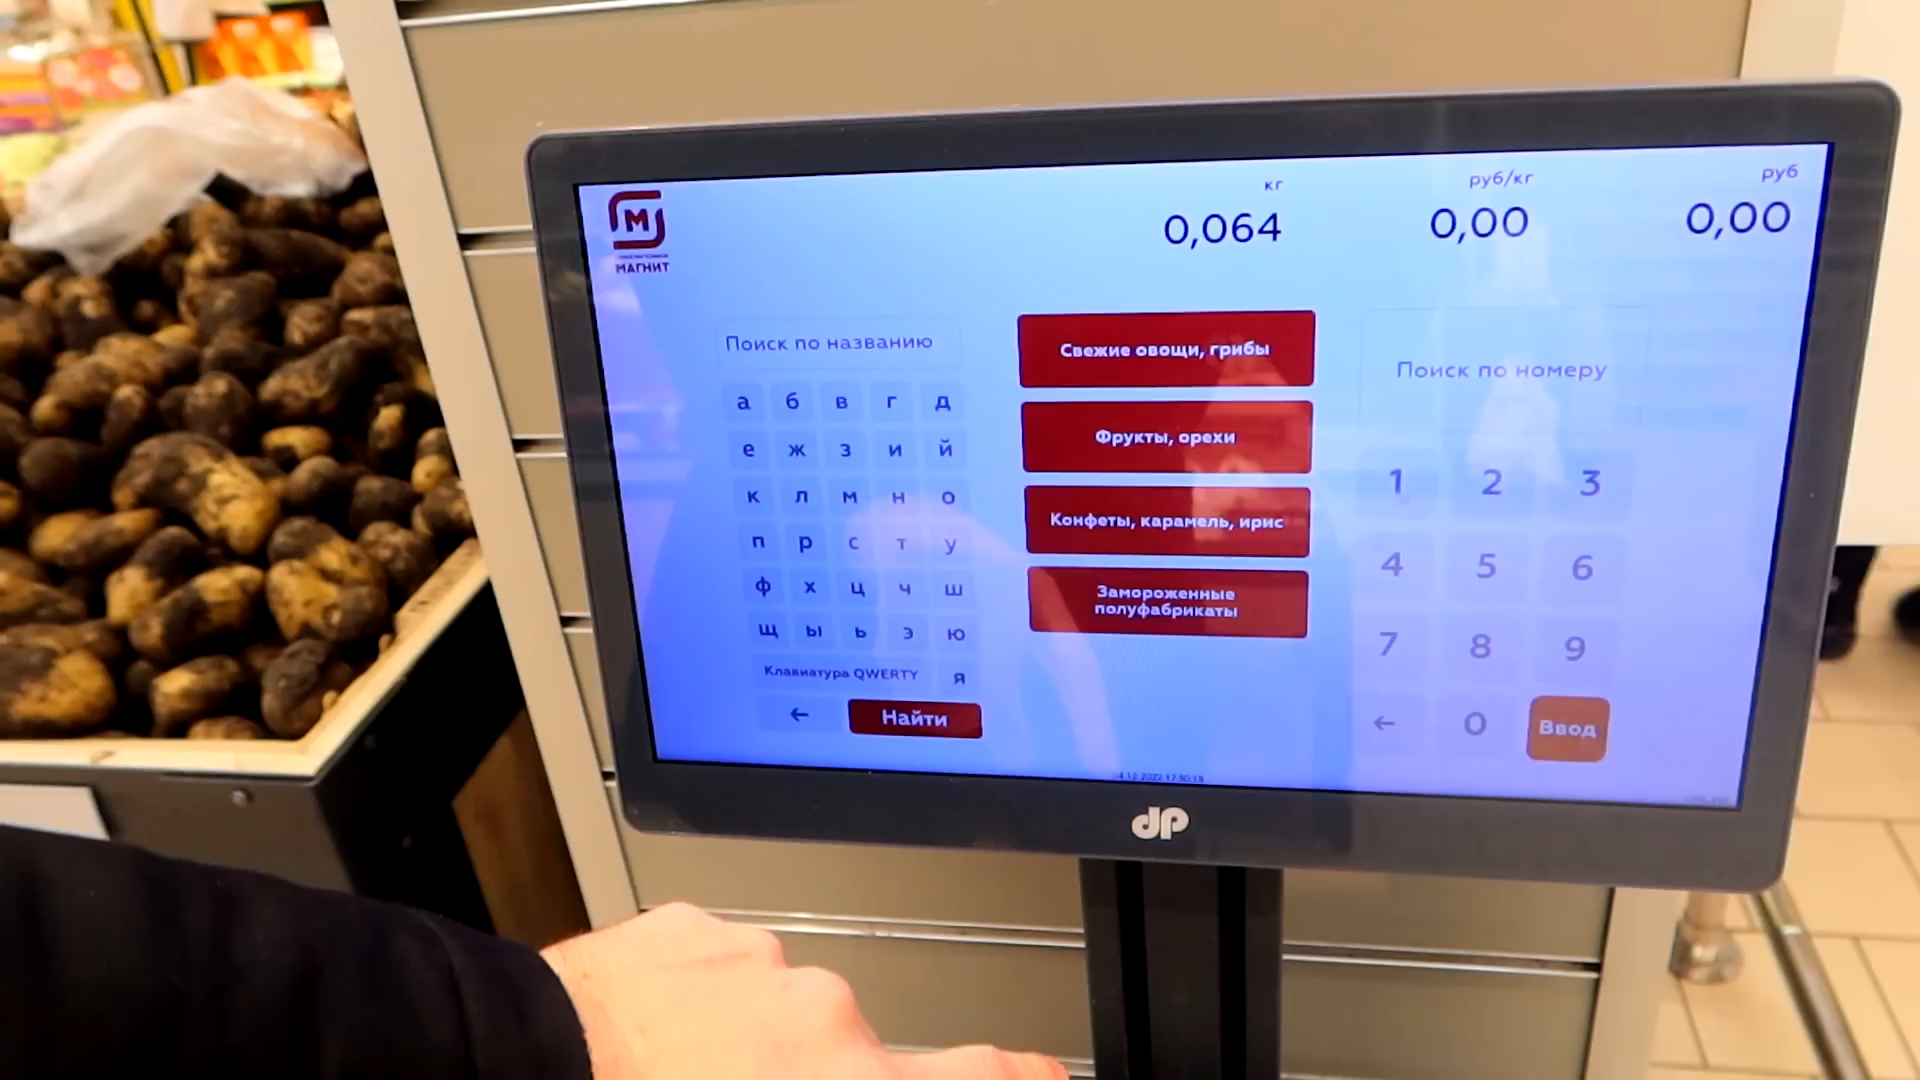 М
МАГНИТ
кг
0,064
руб/кг
0,00
руб
0,00
Поиск по названию
а б в г д
е ж з и й
к л м н о
п р с т у
ф х ц ч ш
щ ы ь э ю
Клавиатура QWERTY я
← Найти
Свежие овощи, грибы
Фрукты, орехи
Конфеты, карамель, ирис
Замороженные
полуфабрикаты
Поиск по номеру
1 2 3
4 5 6
7 8 9
← 0 Ввод
dp